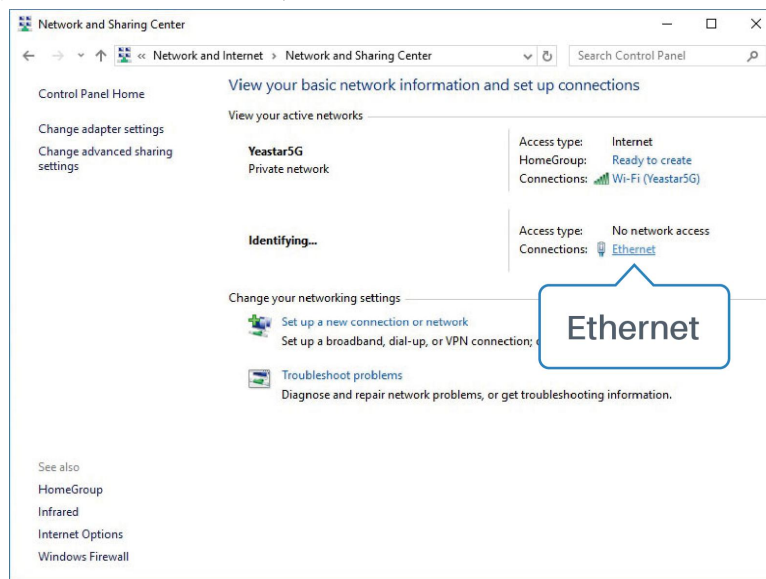 Network and Sharing Center
« Network and Internet › Network and Sharing Center
Search Control Panel
Control Panel Home
Change adapter settings
Change advanced sharing
settings
View your basic network information and set up connections
View your active networks
Yeastar5G
Private network
Access type: Internet
HomeGroup: Ready to create
Connections: Wi-Fi (Yeastar5G)
Identifying...
Access type: No network access
Connections: Ethernet
Ethernet
Change your networking settings
Set up a new connection or network
Set up a broadband, dial-up, or VPN connection;
Troubleshoot problems
Diagnose and repair network problems, or get troubleshooting information.
See also
HomeGroup
Infrared
Internet Options
Windows Firewall